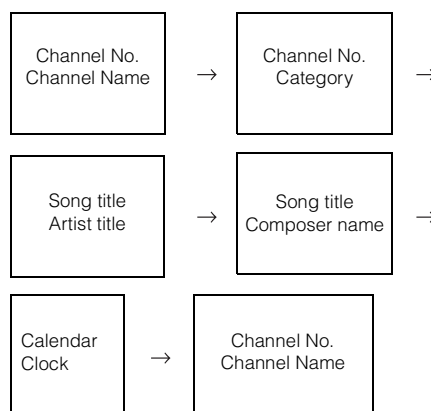 Channel No.
Channel Name
→
Channel No.
Category
→
Song title
Artist title
→
Song title
Composer name
→
Calendar
Clock
→
Channel No.
Channel Name